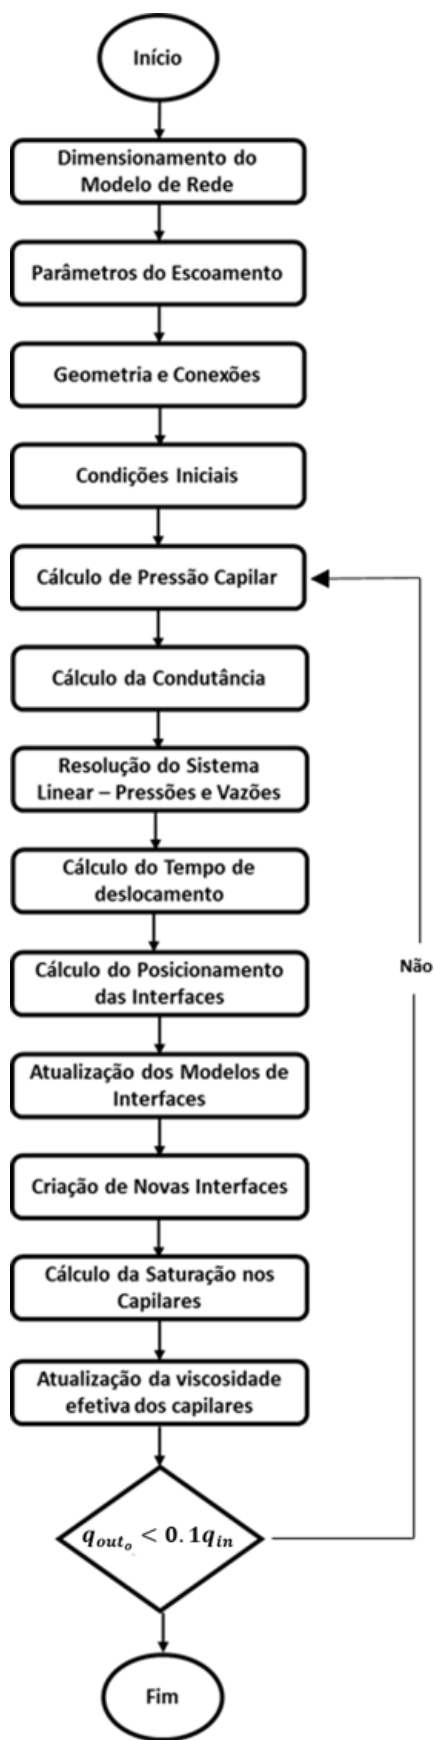 Início
Dimensionamento do
Modelo de Rede
Parâmetros do Escoamento
Geometria e Conexões
Condições Iniciais
Cálculo de Pressão Capilar
Cálculo da Condutância
Resolução do Sistema
Linear – Pressões e Vazões
Cálculo do Tempo de
deslocamento
Cálculo do Posicionamento
das Interfaces
Não
Atualização dos Modelos de
Interfaces
Criação de Novas Interfaces
Cálculo da Saturação nos
Capilares
Atualização da viscosidade
efetiva dos capilares
q_{out_o} < 0.1q_{in}
Fim